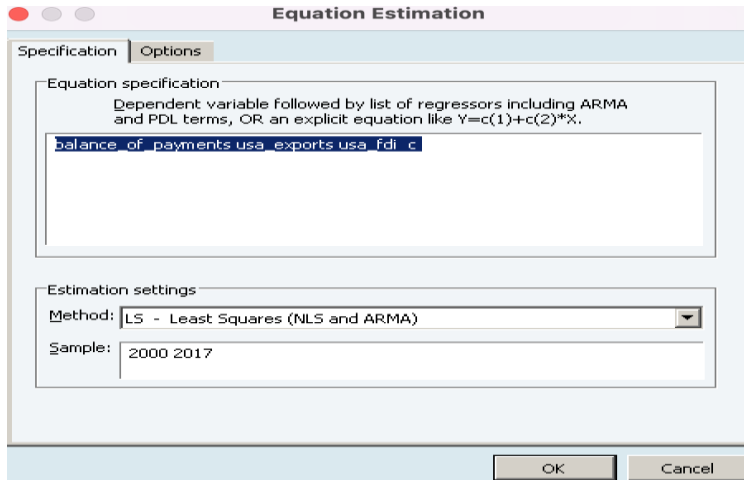 Equation Estimation
Specification Options
Equation specification
Dependent variable followed by list of regressors including ARMA
and PDL terms, OR an explicit equation like Y=c(1)+c(2)*X.
balance_of_payments usa_exports usa_fdi c
Estimation settings
Method: LS - Least Squares (NLS and ARMA)
Sample: 2000 2017
OK Cancel